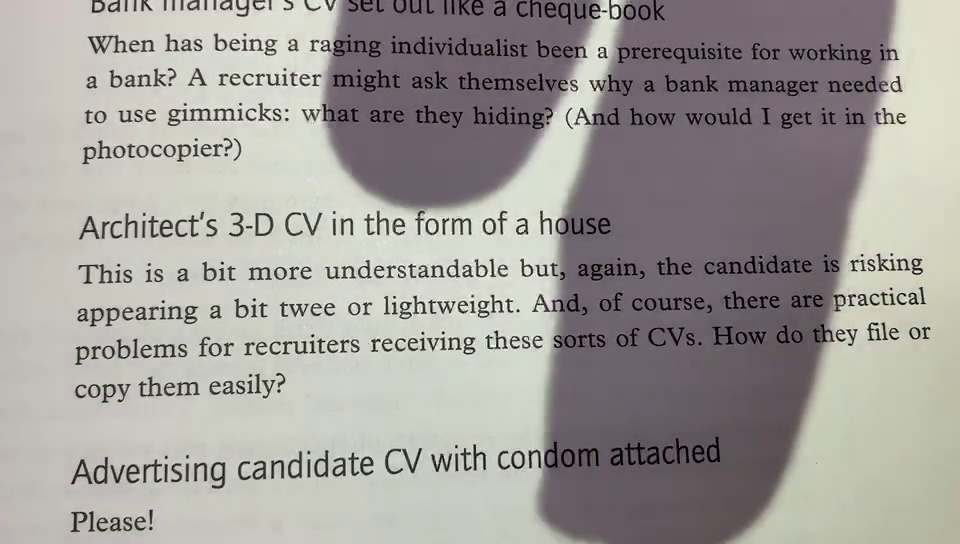 Bank manager's CV set out like a cheque-book
When has being a raging individualist been a prerequisite for working in
a bank? A recruiter might ask themselves why a bank manager needed
to use gimmicks: what are they hiding? (And how would I get it in the
photocopier?)
Architect's 3-D CV in the form of a house
This is a bit more understandable but, again, the candidate is risking
appearing a bit twee or lightweight. And, of course, there are practical
problems for recruiters receiving these sorts of CVs. How do they file or
copy them easily?
Advertising candidate CV with condom attached
Please!